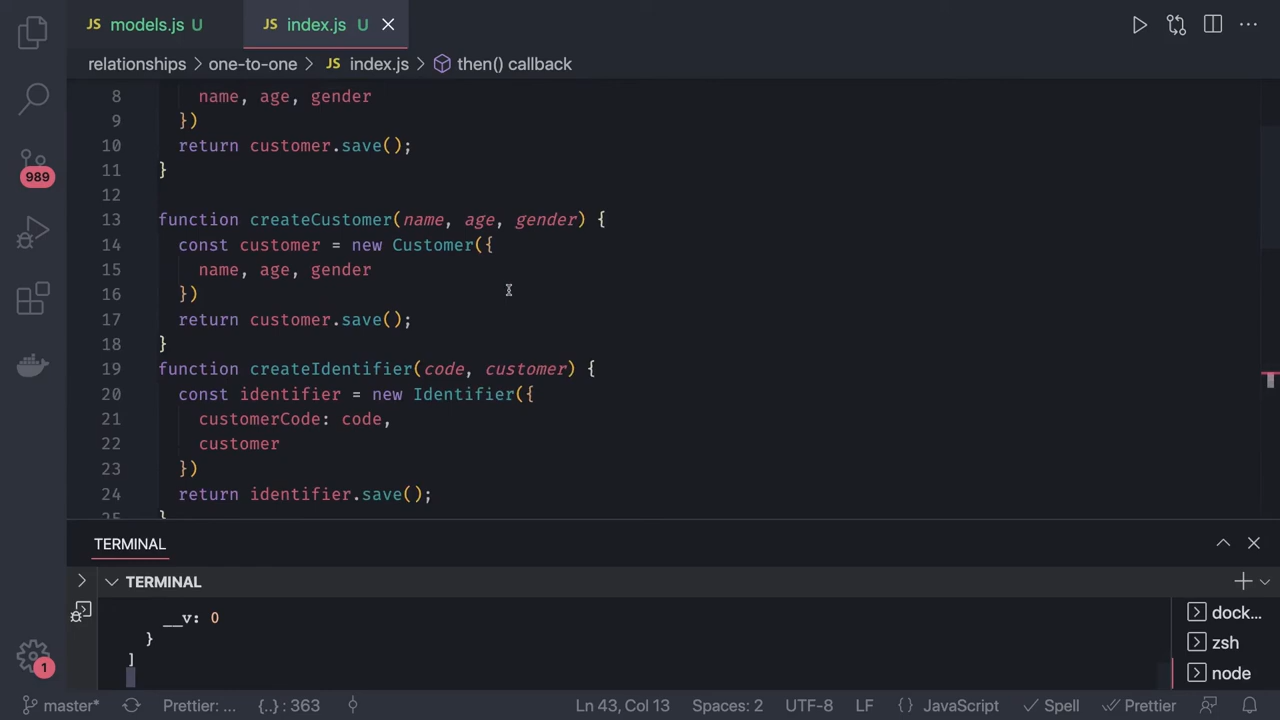 JS models.js U JS index.js U
relationships > one-to-one > JS index.js > then() callback
8 name, age, gender
9 })
10 return customer.save();
11 }
12
13 function createCustomer(name, age, gender) {
14 const customer = new Customer({
15 name, age, gender
16 })
17 return customer.save();
18 }
19 function createIdentifier(code, customer) {
20 const identifier = new Identifier({
21 customerCode: code,
22 customer
23 })
24 return identifier.save();
25 }
989
TERMINAL
TERMINAL
__v: 0
}
]
dock...
zsh
node
1
master* Prettier: ... {..} : 363 Ln 43, Col 13 Spaces: 2 UTF-8 LF {} JavaScript Spell Prettier